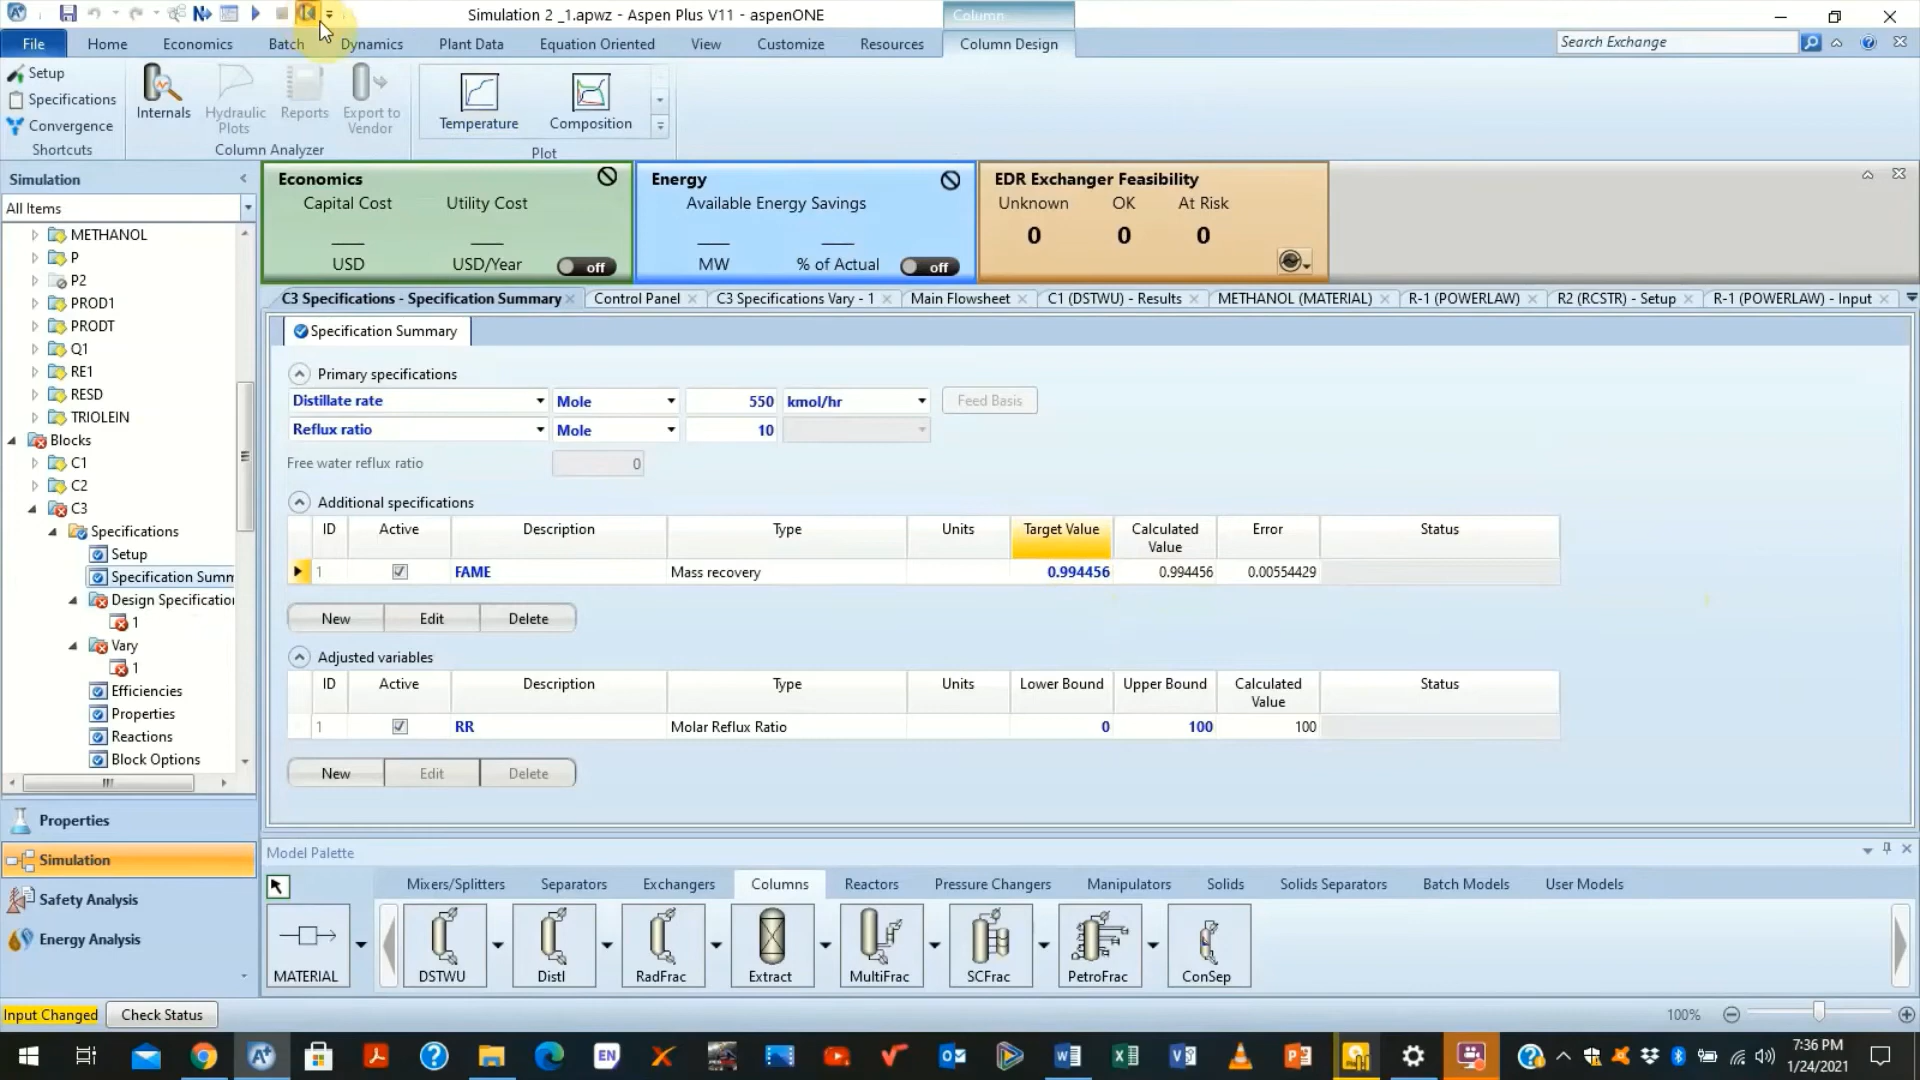 Simulation 2 _1.apwz - Aspen Plus V11 - aspenONE
Column
File Home Economics Batch Dynamics Plant Data Equation Oriented View Customize Resources Column Design
Search Exchange
Setup
Specifications
Convergence
Shortcuts
Internals
Hydraulic Plots
Reports
Export to Vendor
Column Analyzer
Temperature
Composition
Plot
Simulation
All Items
METHANOL
P
P2
PROD1
PRODT
Q1
RE1
RESD
TRIOLEIN
Blocks
C1
C2
C3
Specifications
Setup
Specification Summ
Design Specification
1
Vary
1
Efficiencies
Properties
Reactions
Block Options
Properties
Simulation
Safety Analysis
Energy Analysis
Economics
Capital Cost Utility Cost
USD USD/Year off
Energy
Available Energy Savings
MW % of Actual off
EDR Exchanger Feasibility
Unknown OK At Risk
0 0 0
C3 Specifications - Specification Summary Control Panel C3 Specifications Vary - 1 Main Flowsheet C1 (DSTWU) - Results METHANOL (MATERIAL) R-1 (POWERLAW) R2 (RCSTR) - Setup R-1 (POWERLAW) - Input
Specification Summary
Primary specifications
Distillate rate Mole 550 kmol/hr Feed Basis
Reflux ratio Mole 10
Free water reflux ratio 0
Additional specifications
ID Active Description Type Units Target Value Calculated Value Error Status
1 FAME Mass recovery 0.994456 0.994456 0.00554429
New Edit Delete
Adjusted variables
ID Active Description Type Units Lower Bound Upper Bound Calculated Value Status
1 RR Molar Reflux Ratio 0 100 100
New Edit Delete
Model Palette
Mixers/Splitters Separators Exchangers Columns Reactors Pressure Changers Manipulators Solids Solids Separators Batch Models User Models
MATERIAL DSTWU Distl RadFrac Extract MultiFrac SCFrac PetroFrac ConSep
Input Changed Check Status
100%
EN
7:36 PM
1/24/2021